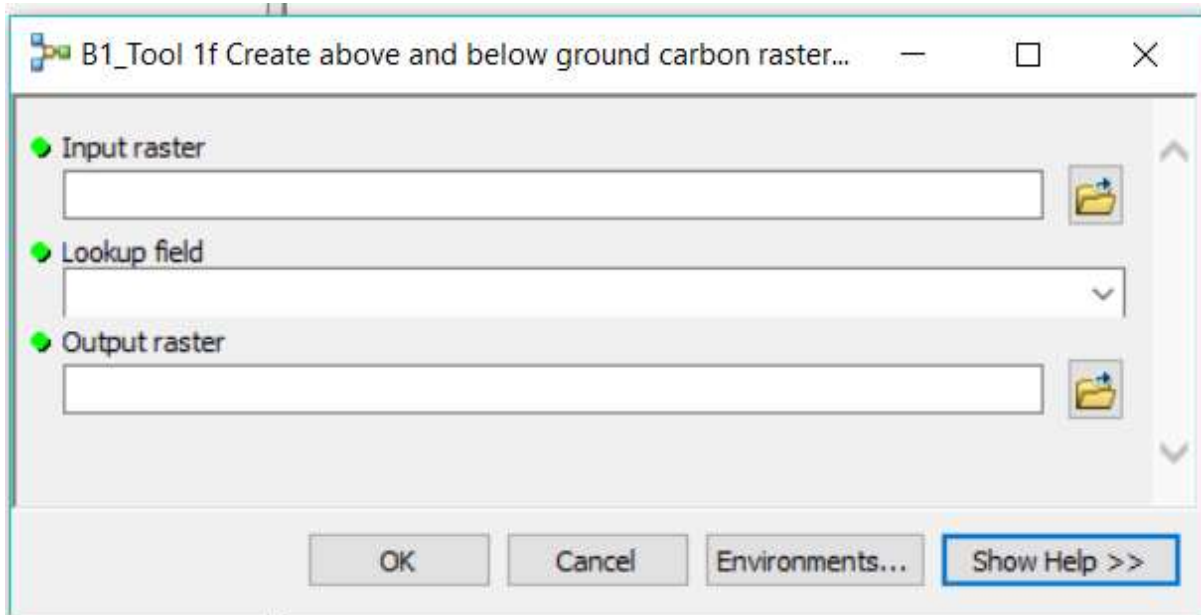 B1_Tool 1f Create above and below ground carbon raster...
Input raster
Lookup field
Output raster
OK Cancel Environments... Show Help >>